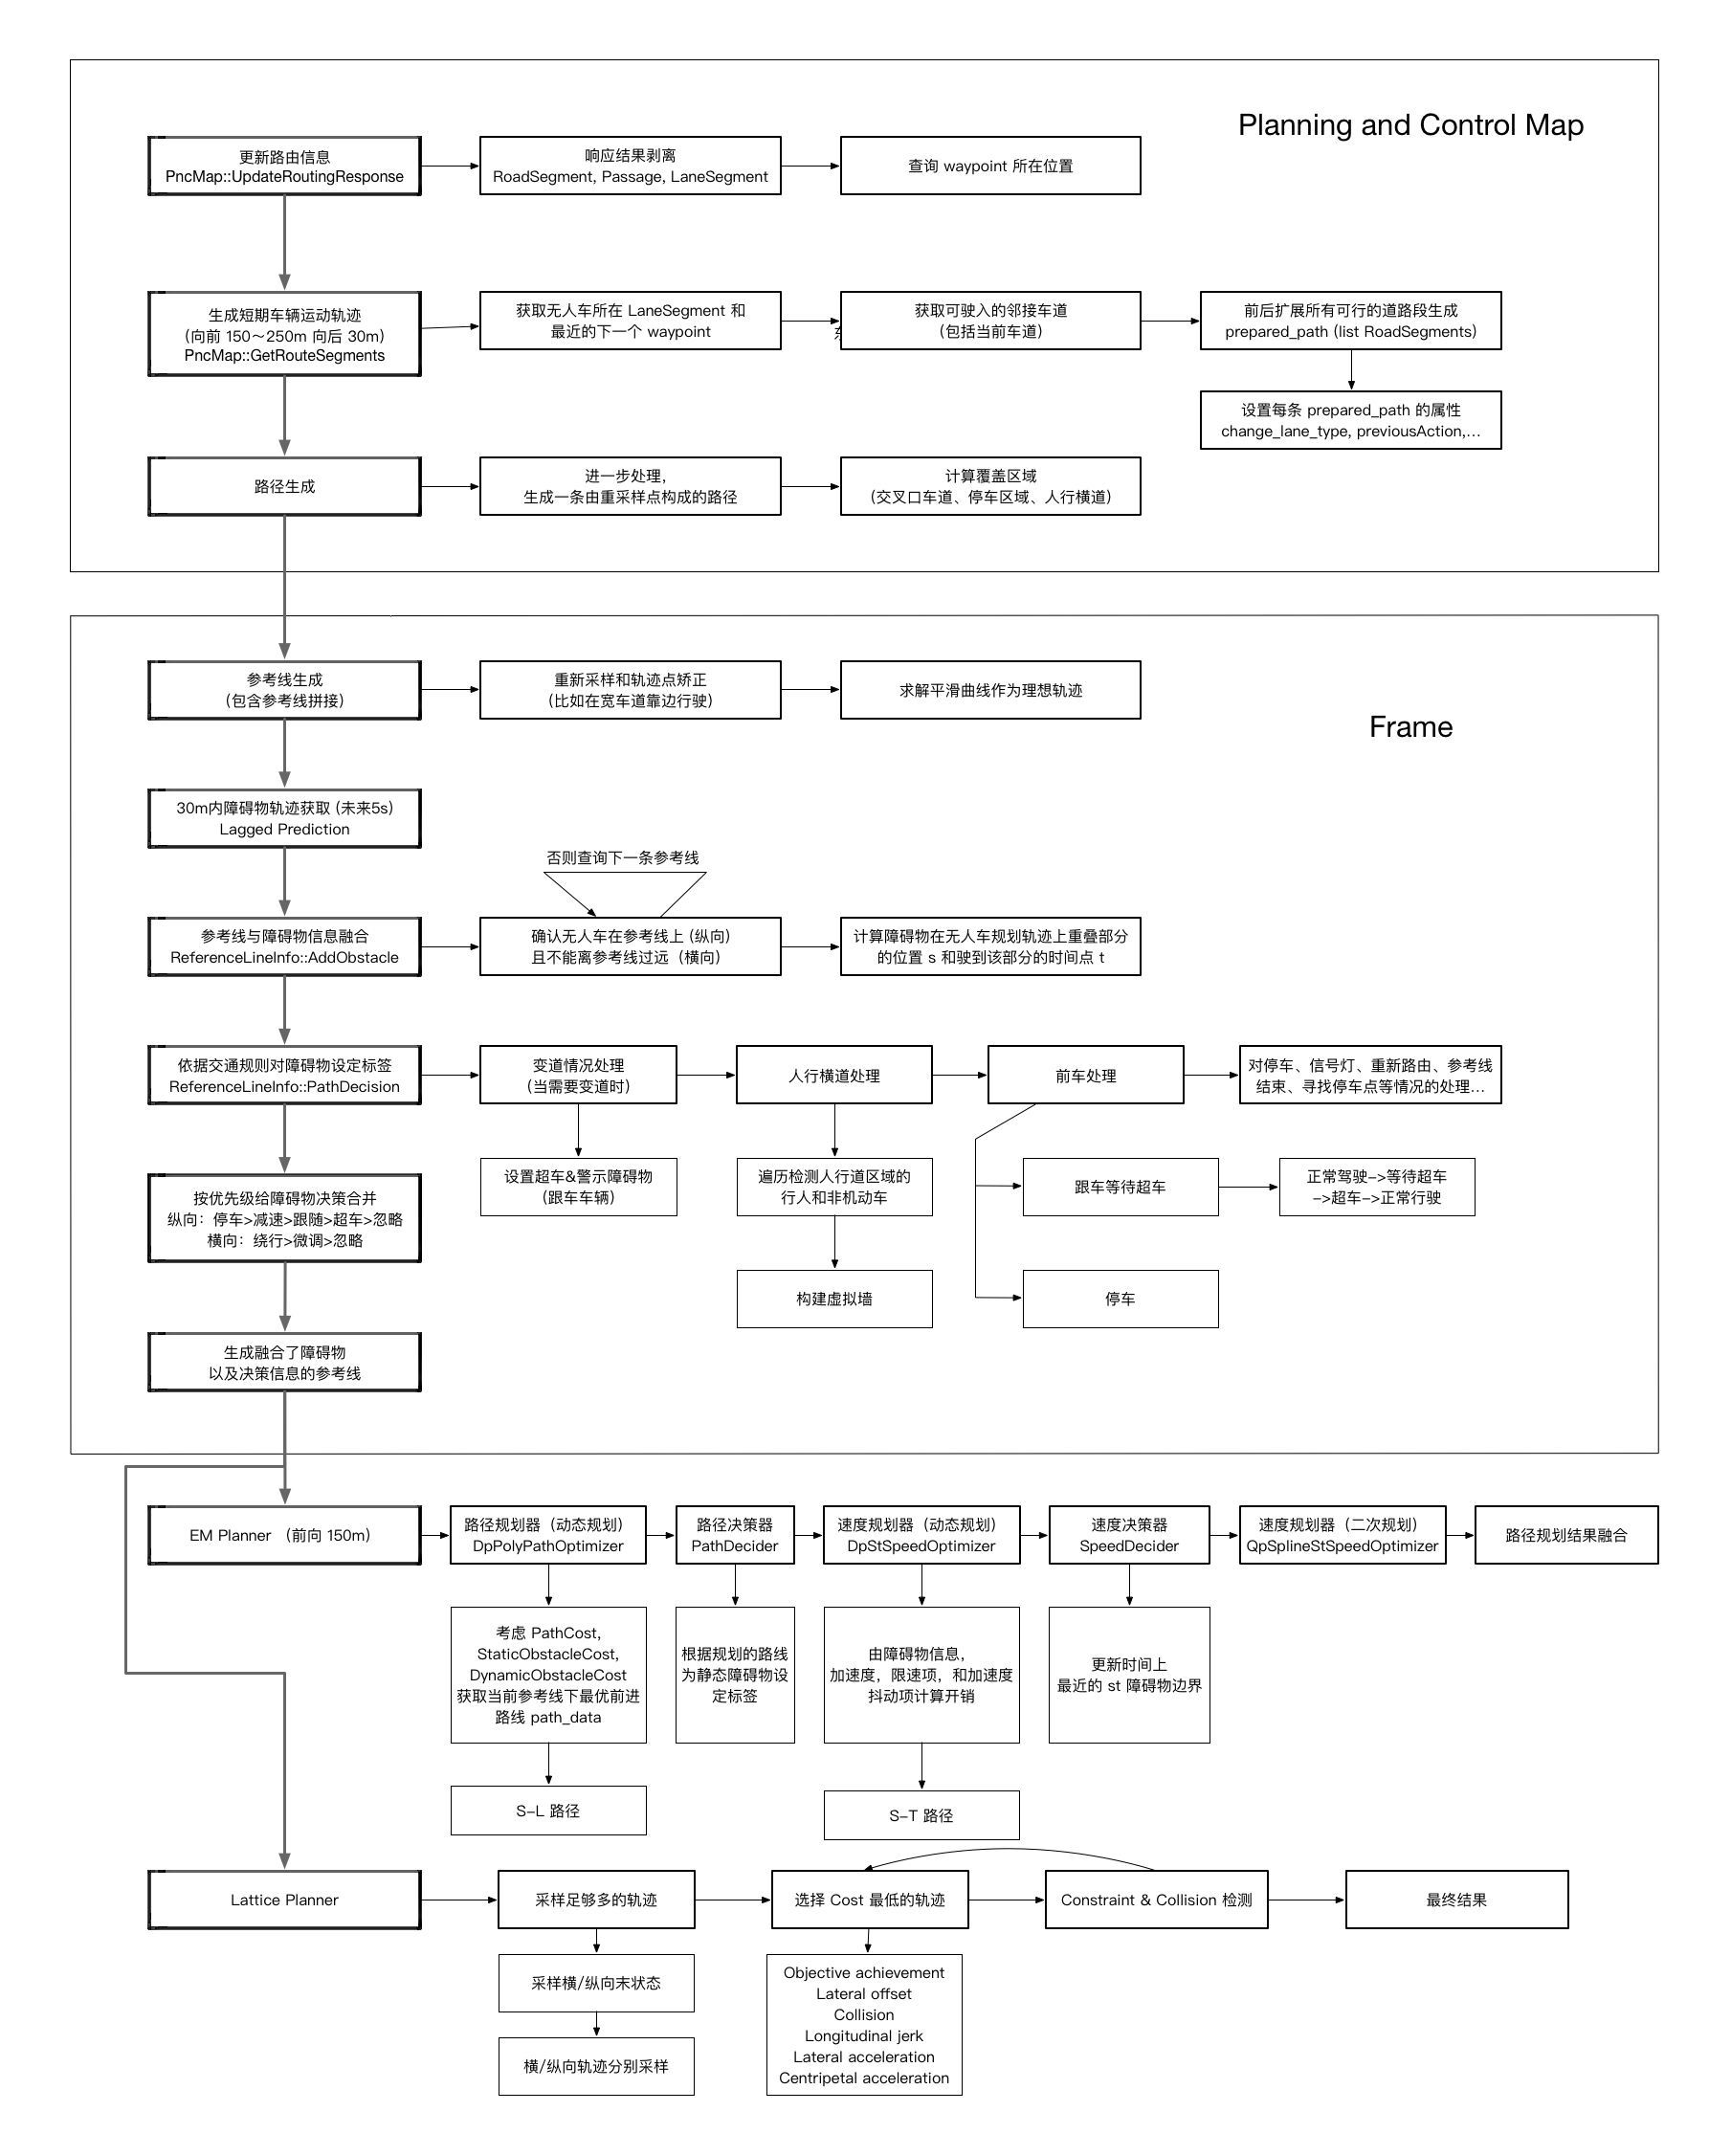 Planning and Control Map
更新路由信息
PncMap::UpdateRoutingResponse
响应结果剥离
RoadSegment, Passage, LaneSegment
查询 waypoint 所在位置
生成短期车辆运动轨迹
(向前 150～250m 向后 30m)
PncMap::GetRouteSegments
获取无人车所在 LaneSegment 和
最近的下一个 waypoint
获取可驶入的邻接车道
（包括当前车道）
前后扩展所有可行的道路段生成
prepared_path (list RoadSegments)
设置每条 prepared_path 的属性
change_lane_type, previousAction,...
路径生成
进一步处理，
生成一条由重采样点构成的路径
计算覆盖区域
（交叉口车道、停车区域、人行横道）
Frame
参考线生成
（包含参考线拼接）
重新采样和轨迹点矫正
（比如在宽车道靠边行驶）
求解平滑曲线作为理想轨迹
30m内障碍物轨迹获取 (未来5s)
Lagged Prediction
否则查询下一条参考线
参考线与障碍物信息融合
ReferenceLineInfo::AddObstacle
确认无人车在参考线上 (纵向)
且不能离参考线过远（横向）
计算障碍物在无人车规划轨迹上重叠部分
的位置 s 和驶到该部分的时间点 t
依据交通规则对障碍物设定标签
ReferenceLineInfo::PathDecision
变道情况处理
（当需要变道时）
人行横道处理
前车处理
对停车、信号灯、重新路由、参考线
结束、寻找停车点等情况的处理...
设置超车&警示障碍物
（跟车车辆）
遍历检测人行道区域的
行人和非机动车
跟车等待超车
正常驾驶->等待超车
->超车->正常行驶
按优先级给障碍物决策合并
纵向：停车>减速>跟随>超车>忽略
横向：绕行>微调>忽略
构建虚拟墙
停车
生成融合了障碍物
以及决策信息的参考线
EM Planner （前向 150m）
路径规划器（动态规划）
DpPolyPathOptimizer
路径决策器
PathDecider
速度规划器（动态规划）
DpStSpeedOptimizer
速度决策器
SpeedDecider
速度规划器（二次规划）
QpSplineStSpeedOptimizer
路径规划结果融合
考虑 PathCost,
StaticObstacleCost,
DynamicObstacleCost
获取当前参考线下最优前进
路线 path_data
根据规划的路线
为静态障碍物设
定标签
由障碍物信息，
加速度，限速项，和加速度
抖动项计算开销
更新时间上
最近的 st 障碍物边界
S-L 路径
S-T 路径
Lattice Planner
采样足够多的轨迹
选择 Cost 最低的轨迹
Constraint & Collision 检测
最终结果
采样横/纵向末状态
横/纵向轨迹分别采样
Objective achievement
Lateral offset
Collision
Longitudinal jerk
Lateral acceleration
Centripetal acceleration